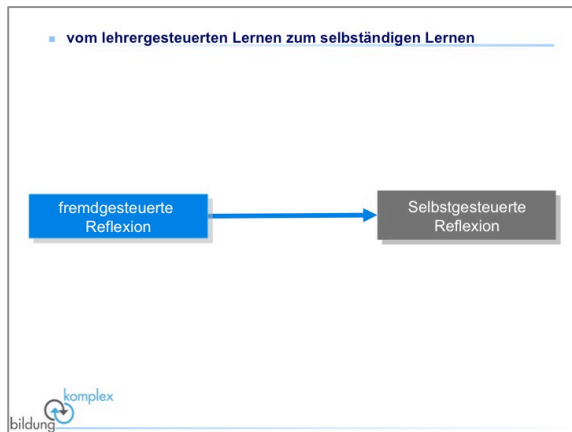 vom lehrergesteuerten Lernen zum selbständigen Lernen
fremdgesteuerte
Reflexion
Selbstgesteuerte
Reflexion
komplex
bildung